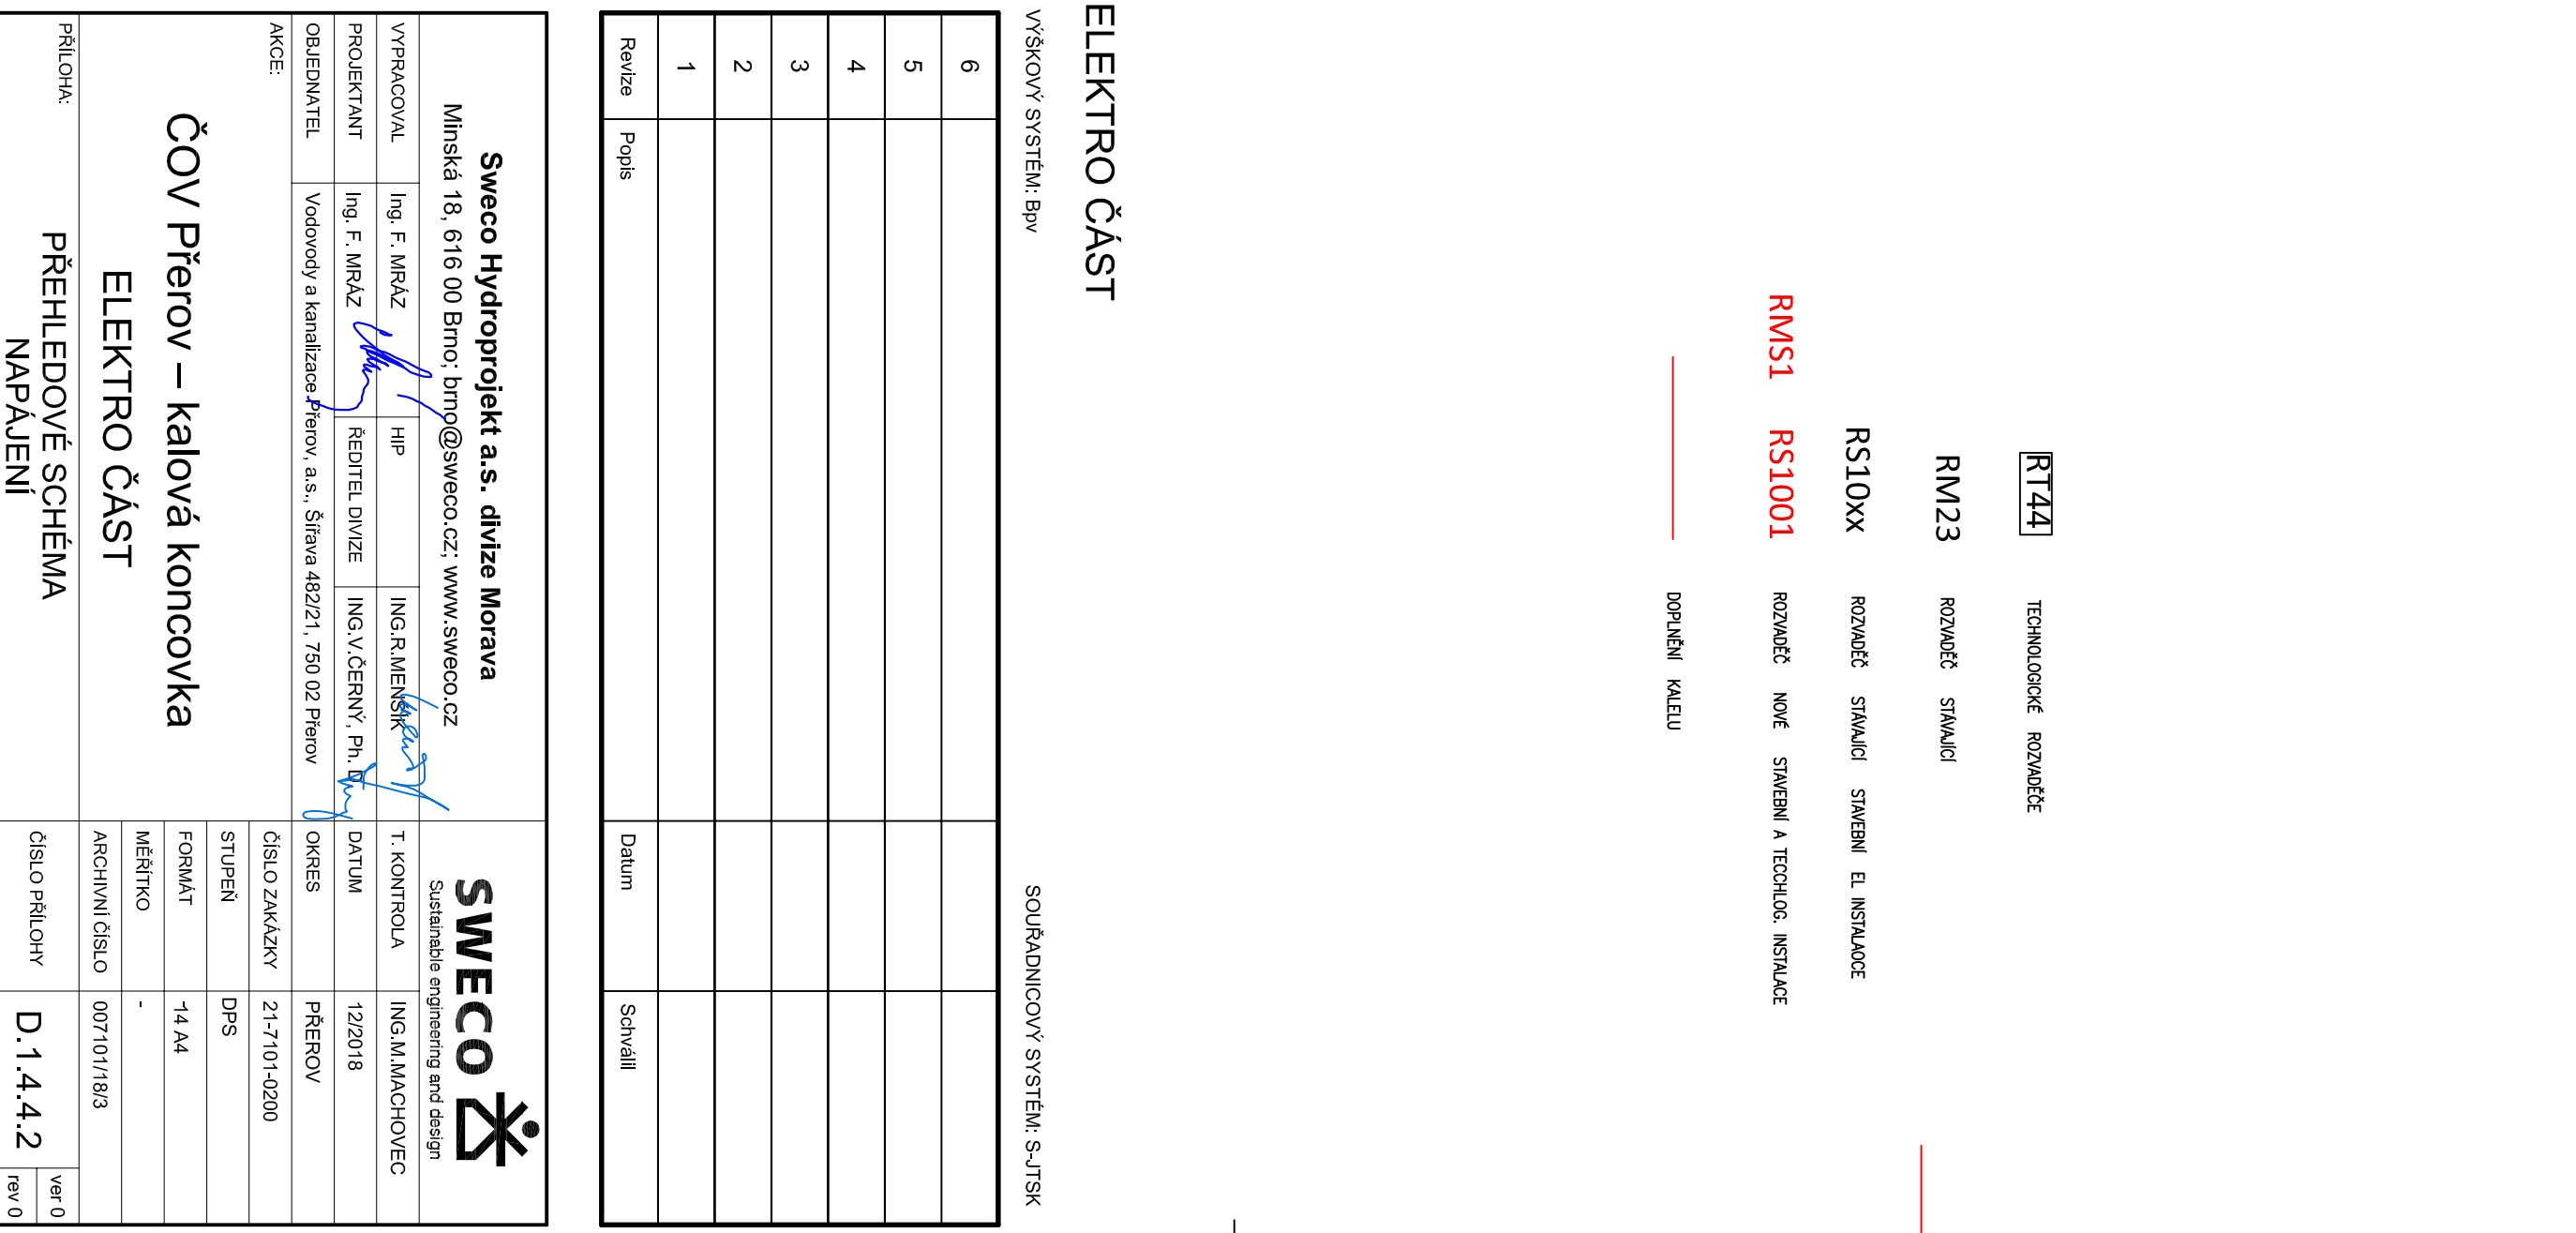 RT44 TECHNOLOGICKÉ ROZVADĚČE
RM23 ROZVADĚČ STÁVAJÍCÍ
RS10xx ROZVADĚČ STÁVAJÍCÍ STAVEBNÍ EL INSTALAOCE
RMS1 RS1001 ROZVADĚČ NOVÉ STAVEBNÍ A TECCHLOG. INSTALACE
DOPLNĚNÍ KALELU
ELEKTRO ČÁST
VÝŠKOVÝ SYSTÉM: Bpv SOUŘADNICOVÝ SYSTÉM: S-JTSK
6
5
4
3
2
1
Revize Popis Datum Schválil
Sweco Hydroprojekt a.s. divize Morava
Minská 18, 616 00 Brno; brno@sweco.cz; www.sweco.cz
SWECO
Sustainable engineering and design
VYPRACOVAL Ing. F. MRÁZ HIP ING.R.MENŠÍK T. KONTROLA ING.M.MACHOVEC
PROJEKTANT Ing. F. MRÁZ ŘEDITEL DIVIZE ING.V.ČERNÝ, Ph. D DATUM 12/2018
OBJEDNATEL Vodovody a kanalizace Přerov, a.s., Šířava 482/21, 750 02 Přerov OKRES PŘEROV
AKCE: ČÍSLO ZAKÁZKY 21-7101-0200
STUPEŇ DPS
ČOV Přerov – kalová koncovka FORMÁT 14 A4
MĚŘÍTKO -
ELEKTRO ČÁST ARCHIVNÍ ČÍSLO 007101/18/3
PŘÍLOHA: ČÍSLO PŘÍLOHY
PŘEHLEDOVÉ SCHÉMA
NAPÁJENÍ
D.1.4.4.2
ver 0
rev 0